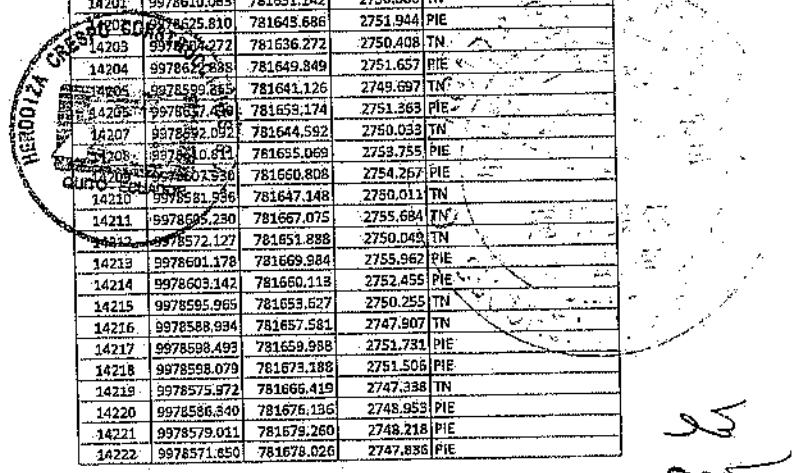 14201
14202 9978625.810 781643.686 2751.944 PIE
14203 781636.272 2750.408 TN
14204 781649.849 2751.657 PIE
781641.126 2749.697 TN
781653.174 2751.363 PIE
14207 781644.592 2750.033 TN
14208 781655.069 2753.755 PIE
781660.808 2754.267 PIE
14210 9978581.936 781647.148 2750.011 TN
14211 9978605.230 781667.075 2755.684 TN
14212 9978572.127 781651.888 2750.049 TN
14213 9978601.178 781669.984 2755.962 PIE
14214 9978603.142 781660.113 2752.455 PIE
14215 9978595.965 781653.627 2750.255 TN
14216 9978588.934 781657.581 2747.907 TN
14217 9978598.493 781659.988 2751.731 PIE
14218 9978598.079 781673.188 2751.506 PIE
14219 9978575.972 781666.419 2747.338 TN
14220 9978586.340 781676.136 2748.953 PIE
14221 9978579.011 781679.260 2748.218 PIE
14222 9978571.850 781678.026 2747.836 PIE
HERDOIZA CRESPO
QUITO - ECUADOR